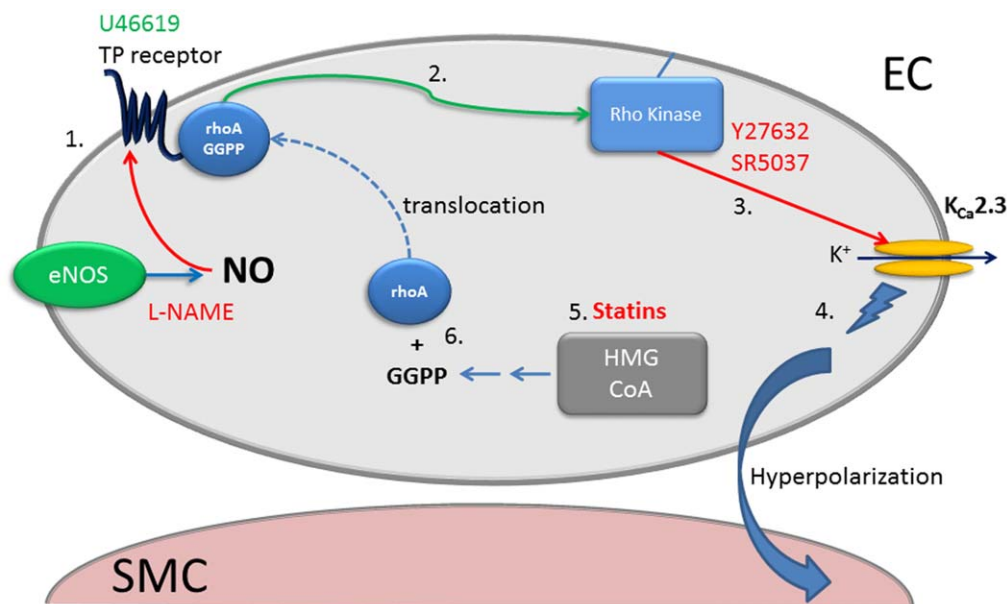 U46619
TP receptor
EC
1.
2.
rhoA
GGPP
Rho Kinase
Y27632
SR5037
translocation
3.
K_Ca2.3
K⁺
eNOS
NO
L-NAME
rhoA
4.
5. Statins
6.
+
GGPP
HMG
CoA
Hyperpolarization
SMC